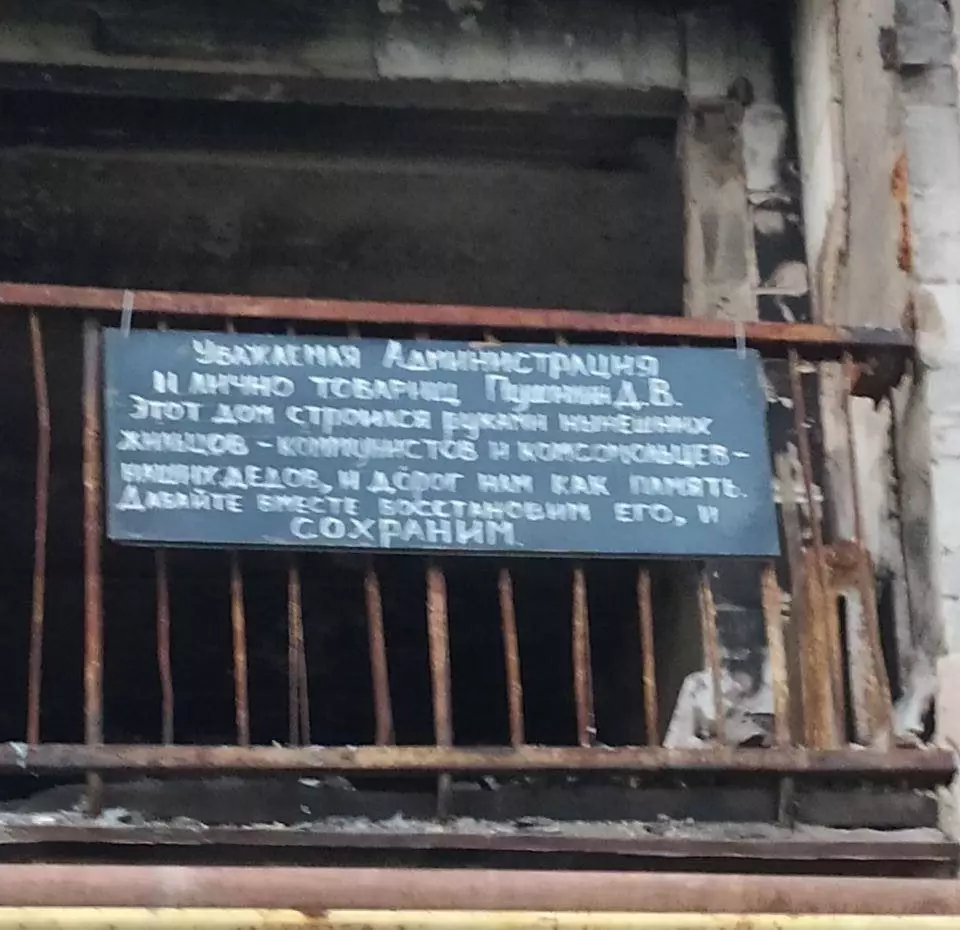 Уважаемая Администрация
и лично товарищ Пушилин Д.В.
Этот дом строился руками нынешних
жильцов - коммунистов и комсомольцев -
наших дедов, и дорог нам как память.
Давайте вместе восстановим его, и
сохраним.